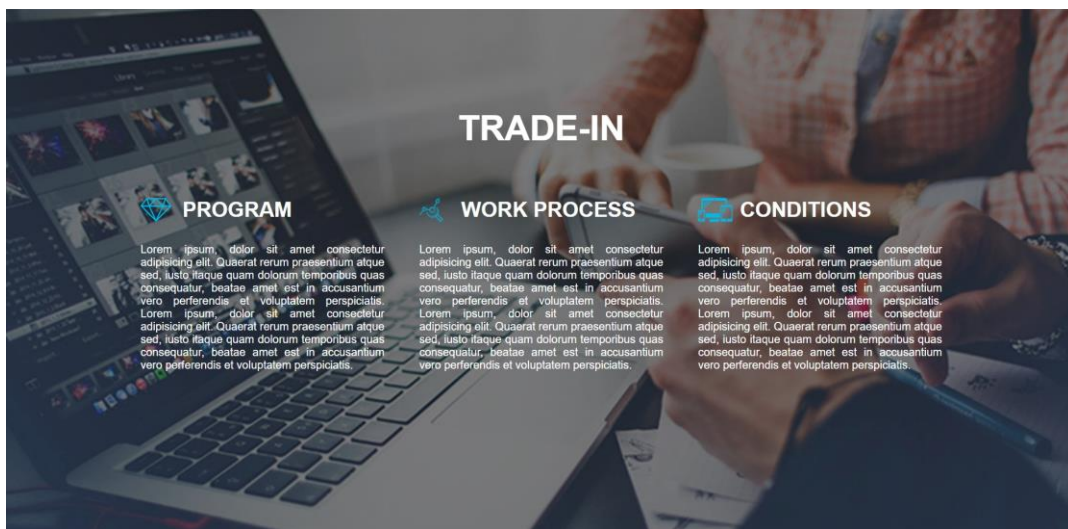 TRADE-IN
PROGRAM
Lorem ipsum, dolor sit amet consectetur
adipisicing elit. Quaerat rerum praesentium atque
sed, iusto itaque quam dolorum temporibus quas
consequatur, beatae amet est in accusantium
vero perferendis et voluptatem perspiciatis.
Lorem ipsum, dolor sit amet consectetur
adipisicing elit. Quaerat rerum praesentium atque
sed, iusto itaque quam dolorum temporibus quas
consequatur, beatae amet est in accusantium
vero perferendis et voluptatem perspiciatis.
WORK PROCESS
Lorem ipsum, dolor sit amet consectetur
adipisicing elit. Quaerat rerum praesentium atque
sed, iusto itaque quam dolorum temporibus quas
consequatur, beatae amet est in accusantium
vero perferendis et voluptatem perspiciatis.
Lorem ipsum, dolor sit amet consectetur
adipisicing elit. Quaerat rerum praesentium atque
sed, iusto itaque quam dolorum temporibus quas
consequatur, beatae amet est in accusantium
vero perferendis et voluptatem perspiciatis.
CONDITIONS
Lorem ipsum, dolor sit amet consectetur
adipisicing elit. Quaerat rerum praesentium atque
sed, iusto itaque quam dolorum temporibus quas
consequatur, beatae amet est in accusantium
vero perferendis et voluptatem perspiciatis.
Lorem ipsum, dolor sit amet consectetur
adipisicing elit. Quaerat rerum praesentium atque
sed, iusto itaque quam dolorum temporibus quas
consequatur, beatae amet est in accusantium
vero perferendis et voluptatem perspiciatis.